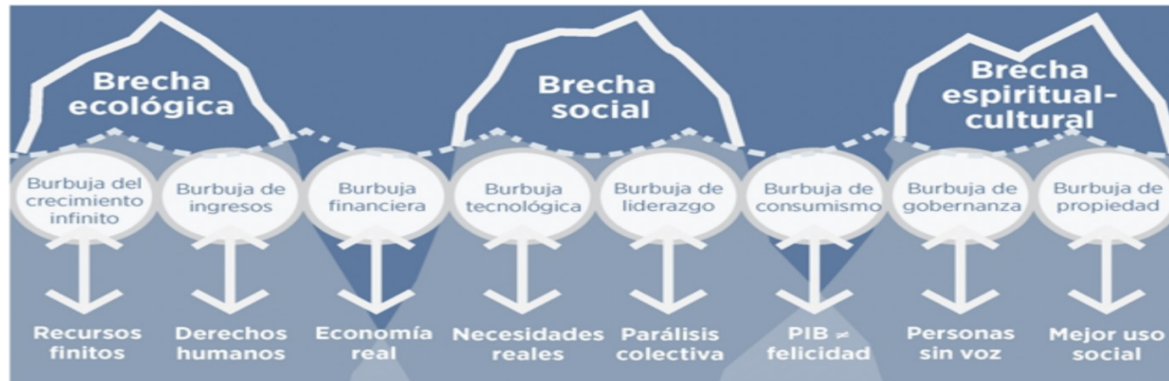 Brecha
ecológica
Brecha
social
Brecha
espiritual-
cultural
Burbuja del
crecimiento
infinito
Burbuja de
ingresos
Burbuja
financiera
Burbuja
tecnológica
Burbuja de
liderazgo
Burbuja de
consumismo
Burbuja de
gobernanza
Burbuja de
propiedad
Recursos
finitos
Derechos
humanos
Economía
real
Necesidades
reales
Parálisis
colectiva
PIB ≠
felicidad
Personas
sin voz
Mejor uso
social